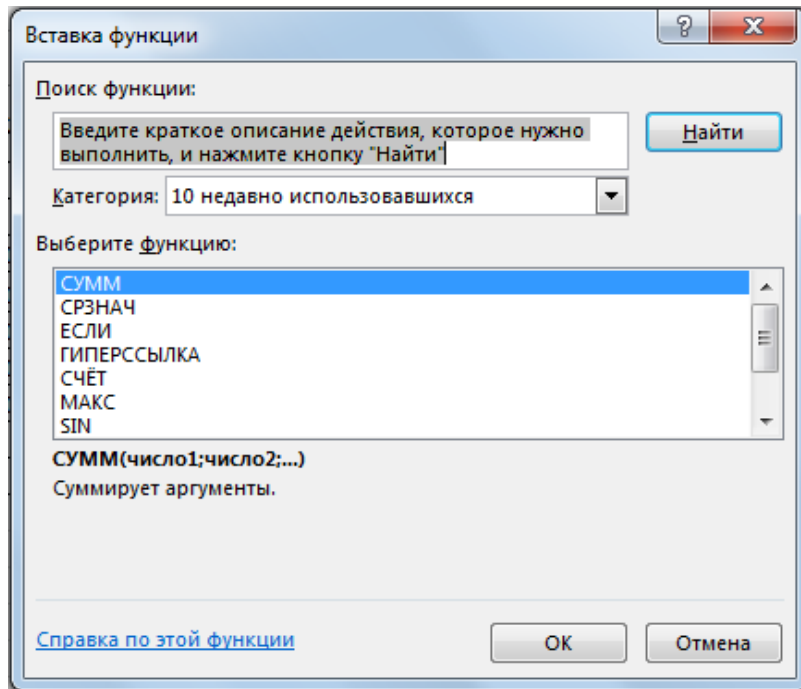 Вставка функции
?
Поиск функции:
Введите краткое описание действия, которое нужно
выполнить, и нажмите кнопку "Найти"
Найти
Категория: 10 недавно использовавшихся
Выберите функцию:
СУММ
СРЗНАЧ
ЕСЛИ
ГИПЕРССЫЛКА
СЧЁТ
МАКС
SIN
СУММ(число1;число2;...)
Суммирует аргументы.
Справка по этой функции
ОК
Отмена